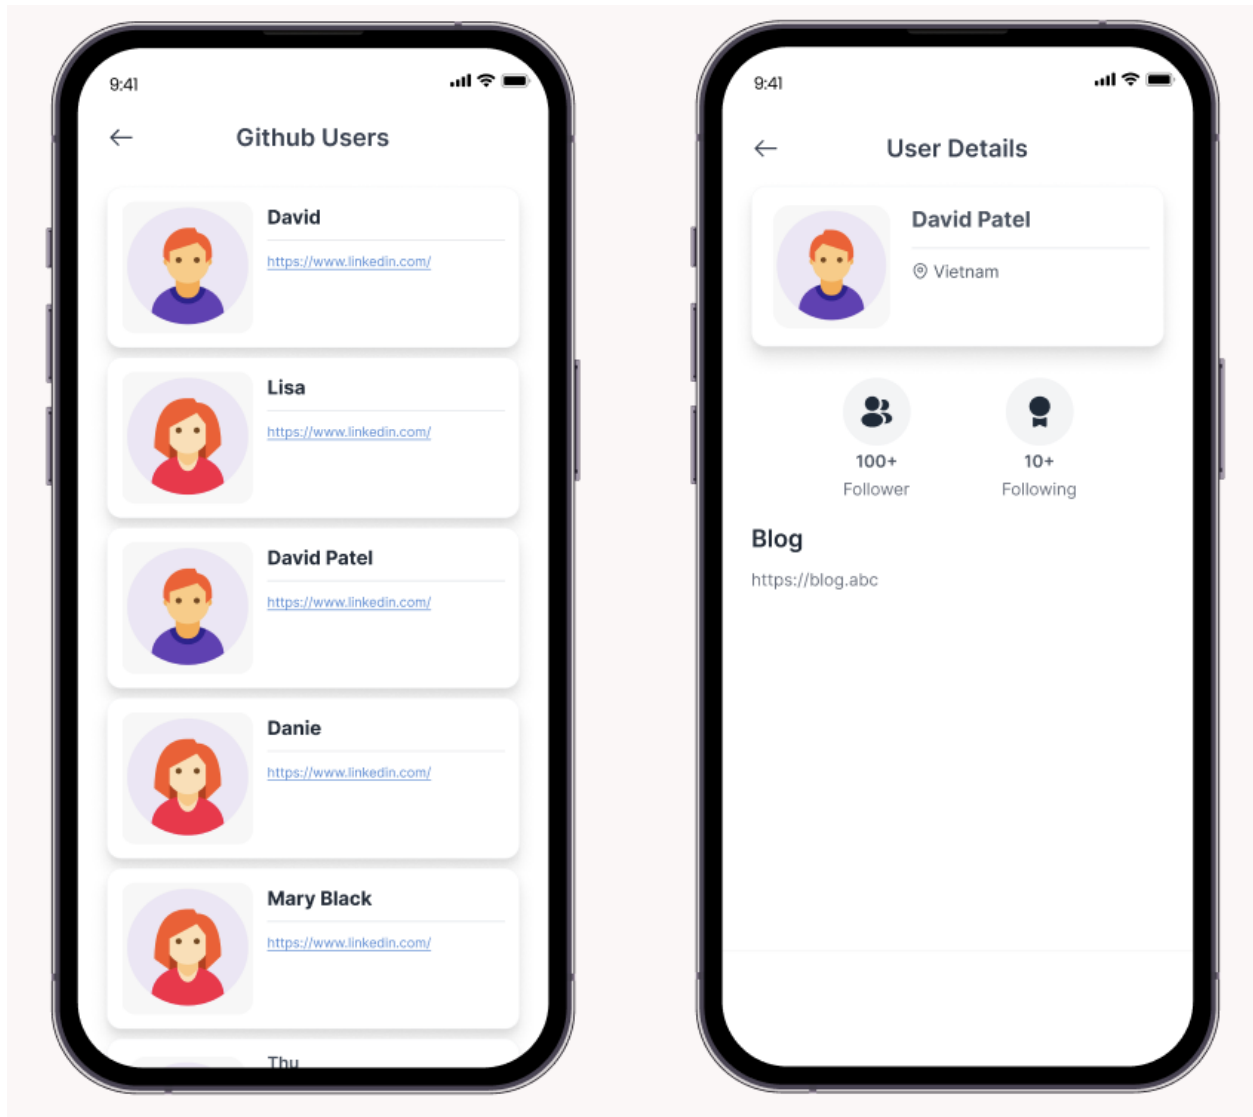 9:41
Github Users
David
https://www.linkedin.com/
Lisa
https://www.linkedin.com/
David Patel
https://www.linkedin.com/
Danie
https://www.linkedin.com/
Mary Black
https://www.linkedin.com/
Thu
9:41
User Details
David Patel
Vietnam
100+
Follower
10+
Following
Blog
https://blog.abc